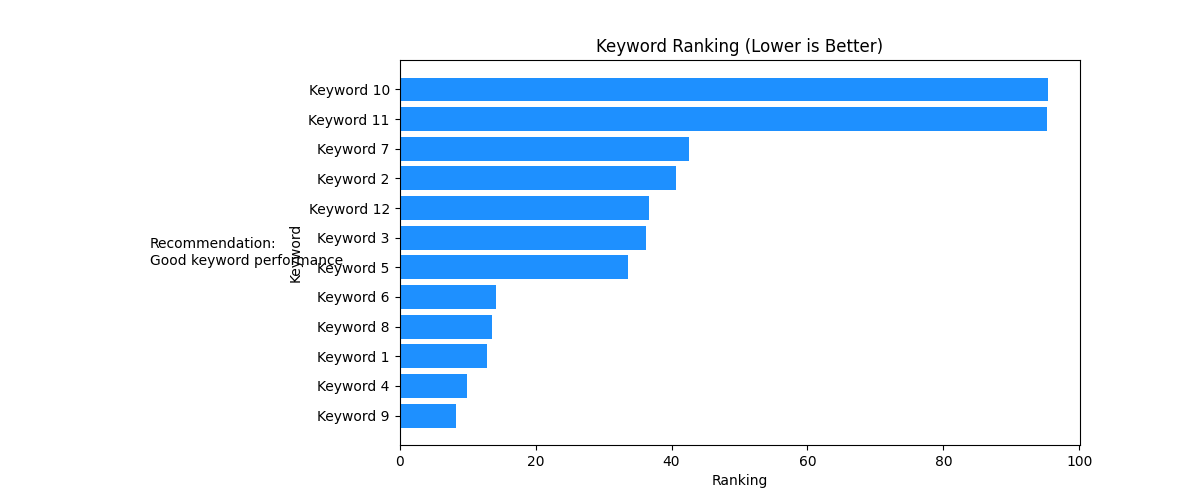 Keyword Ranking (Lower is Better)
Keyword 10
Keyword 11
Keyword 7
Keyword 2
Keyword 12
Keyword 3
Keyword 5
Keyword 6
Keyword 8
Keyword 1
Keyword 4
Keyword 9
Keyword
Recommendation:
Good keyword performance
0 20 40 60 80 100
Ranking